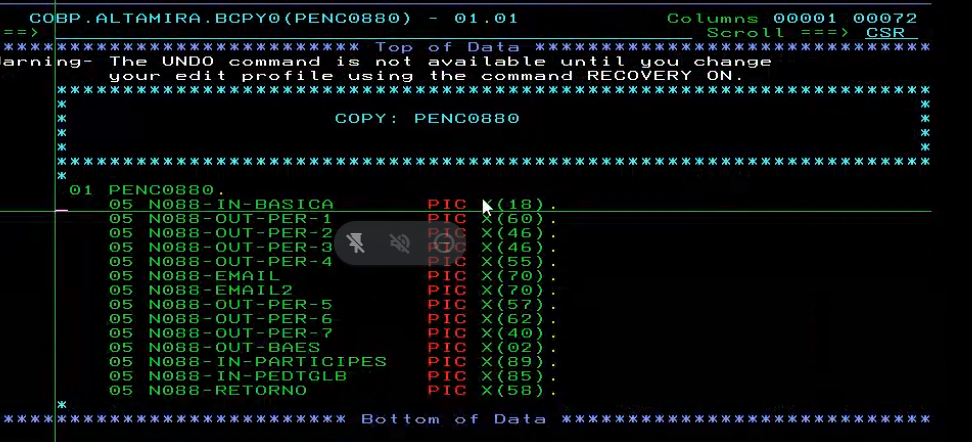 COBP.ALTAMIRA.BCPY0(PENC0880) - 01.01 Columns 00001 00072
==> Scroll ===> CSR
************************** Top of Data ******************************
arning- The UNDO command is not available until you change
your edit profile using the command RECOVERY ON.
******************************************************************
* *
* COPY: PENC0880 *
* *
* *
******************************************************************
*
01 PENC0880.
05 N088-IN-BASICA PIC X(18).
05 N088-OUT-PER-1 PIC X(60).
05 N088-OUT-PER-2 PIC X(46).
05 N088-OUT-PER-3 PIC X(46).
05 N088-OUT-PER-4 PIC X(55).
05 N088-EMAIL PIC X(70).
05 N088-EMAIL2 PIC X(70).
05 N088-OUT-PER-5 PIC X(57).
05 N088-OUT-PER-6 PIC X(62).
05 N088-OUT-PER-7 PIC X(40).
05 N088-OUT-BAES PIC X(02).
05 N088-IN-PARTICIPES PIC X(89).
05 N088-IN-PEDTGLB PIC X(85).
05 N088-RETORNO PIC X(58).
*
************************* Bottom of Data ****************************